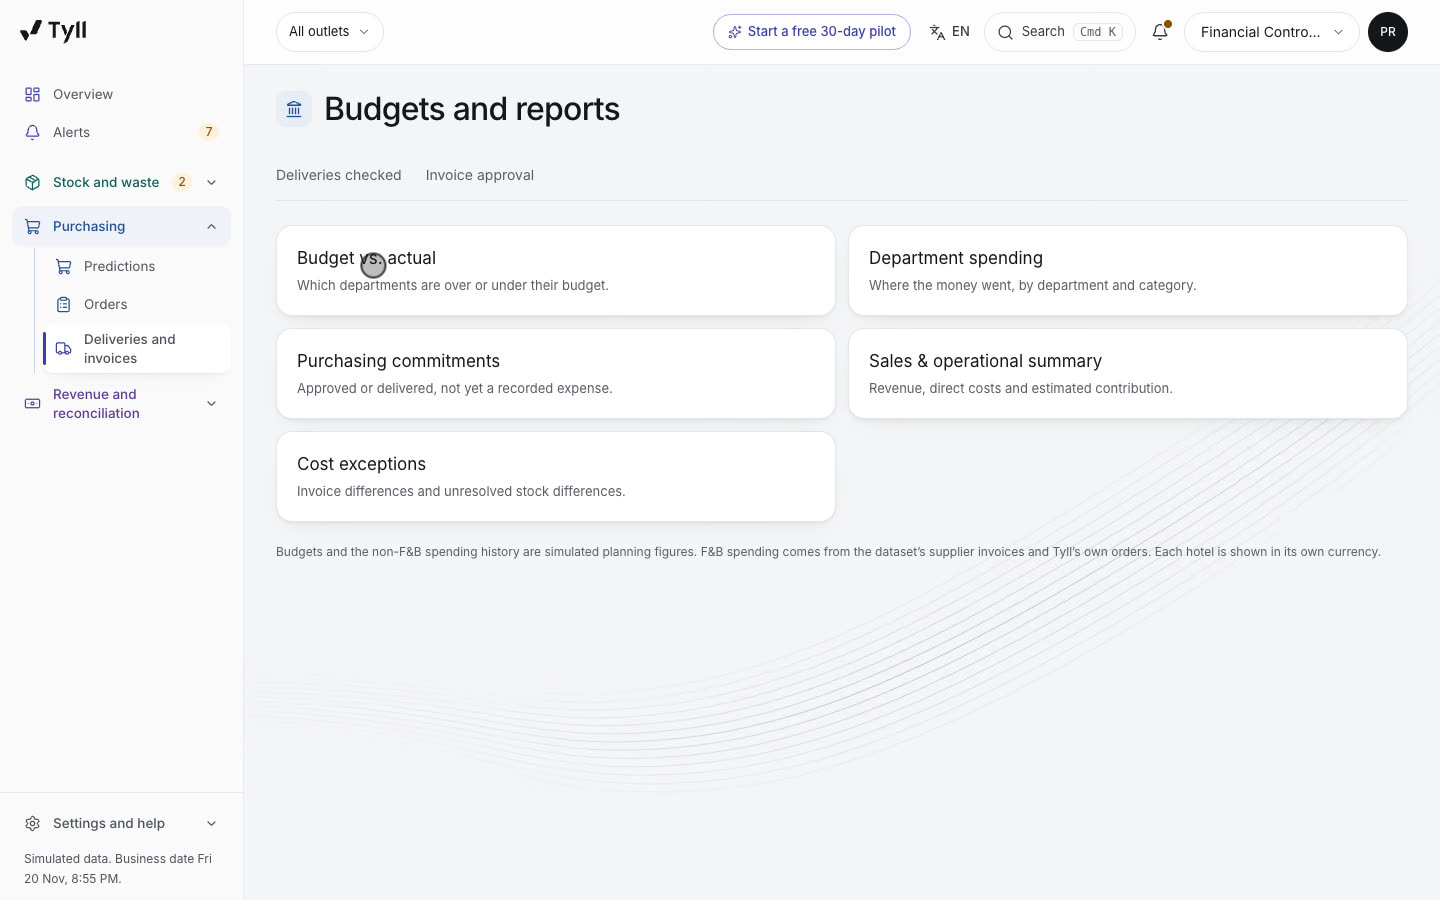 Tyll
All outlets
Start a free 30-day pilot
EN
Search
Cmd K
Financial Contro...
PR
Overview
Alerts
7
Stock and waste
2
Purchasing
Predictions
Orders
Deliveries and
invoices
Revenue and
reconciliation
Settings and help
Simulated data. Business date Fri
20 Nov, 8:55 PM.
Budgets and reports
Deliveries checked
Invoice approval
Budget vs. actual
Which departments are over or under their budget.
Department spending
Where the money went, by department and category.
Purchasing commitments
Approved or delivered, not yet a recorded expense.
Sales & operational summary
Revenue, direct costs and estimated contribution.
Cost exceptions
Invoice differences and unresolved stock differences.
Budgets and the non-F&B spending history are simulated planning figures. F&B spending comes from the dataset’s supplier invoices and Tyll’s own orders. Each hotel is shown in its own currency.